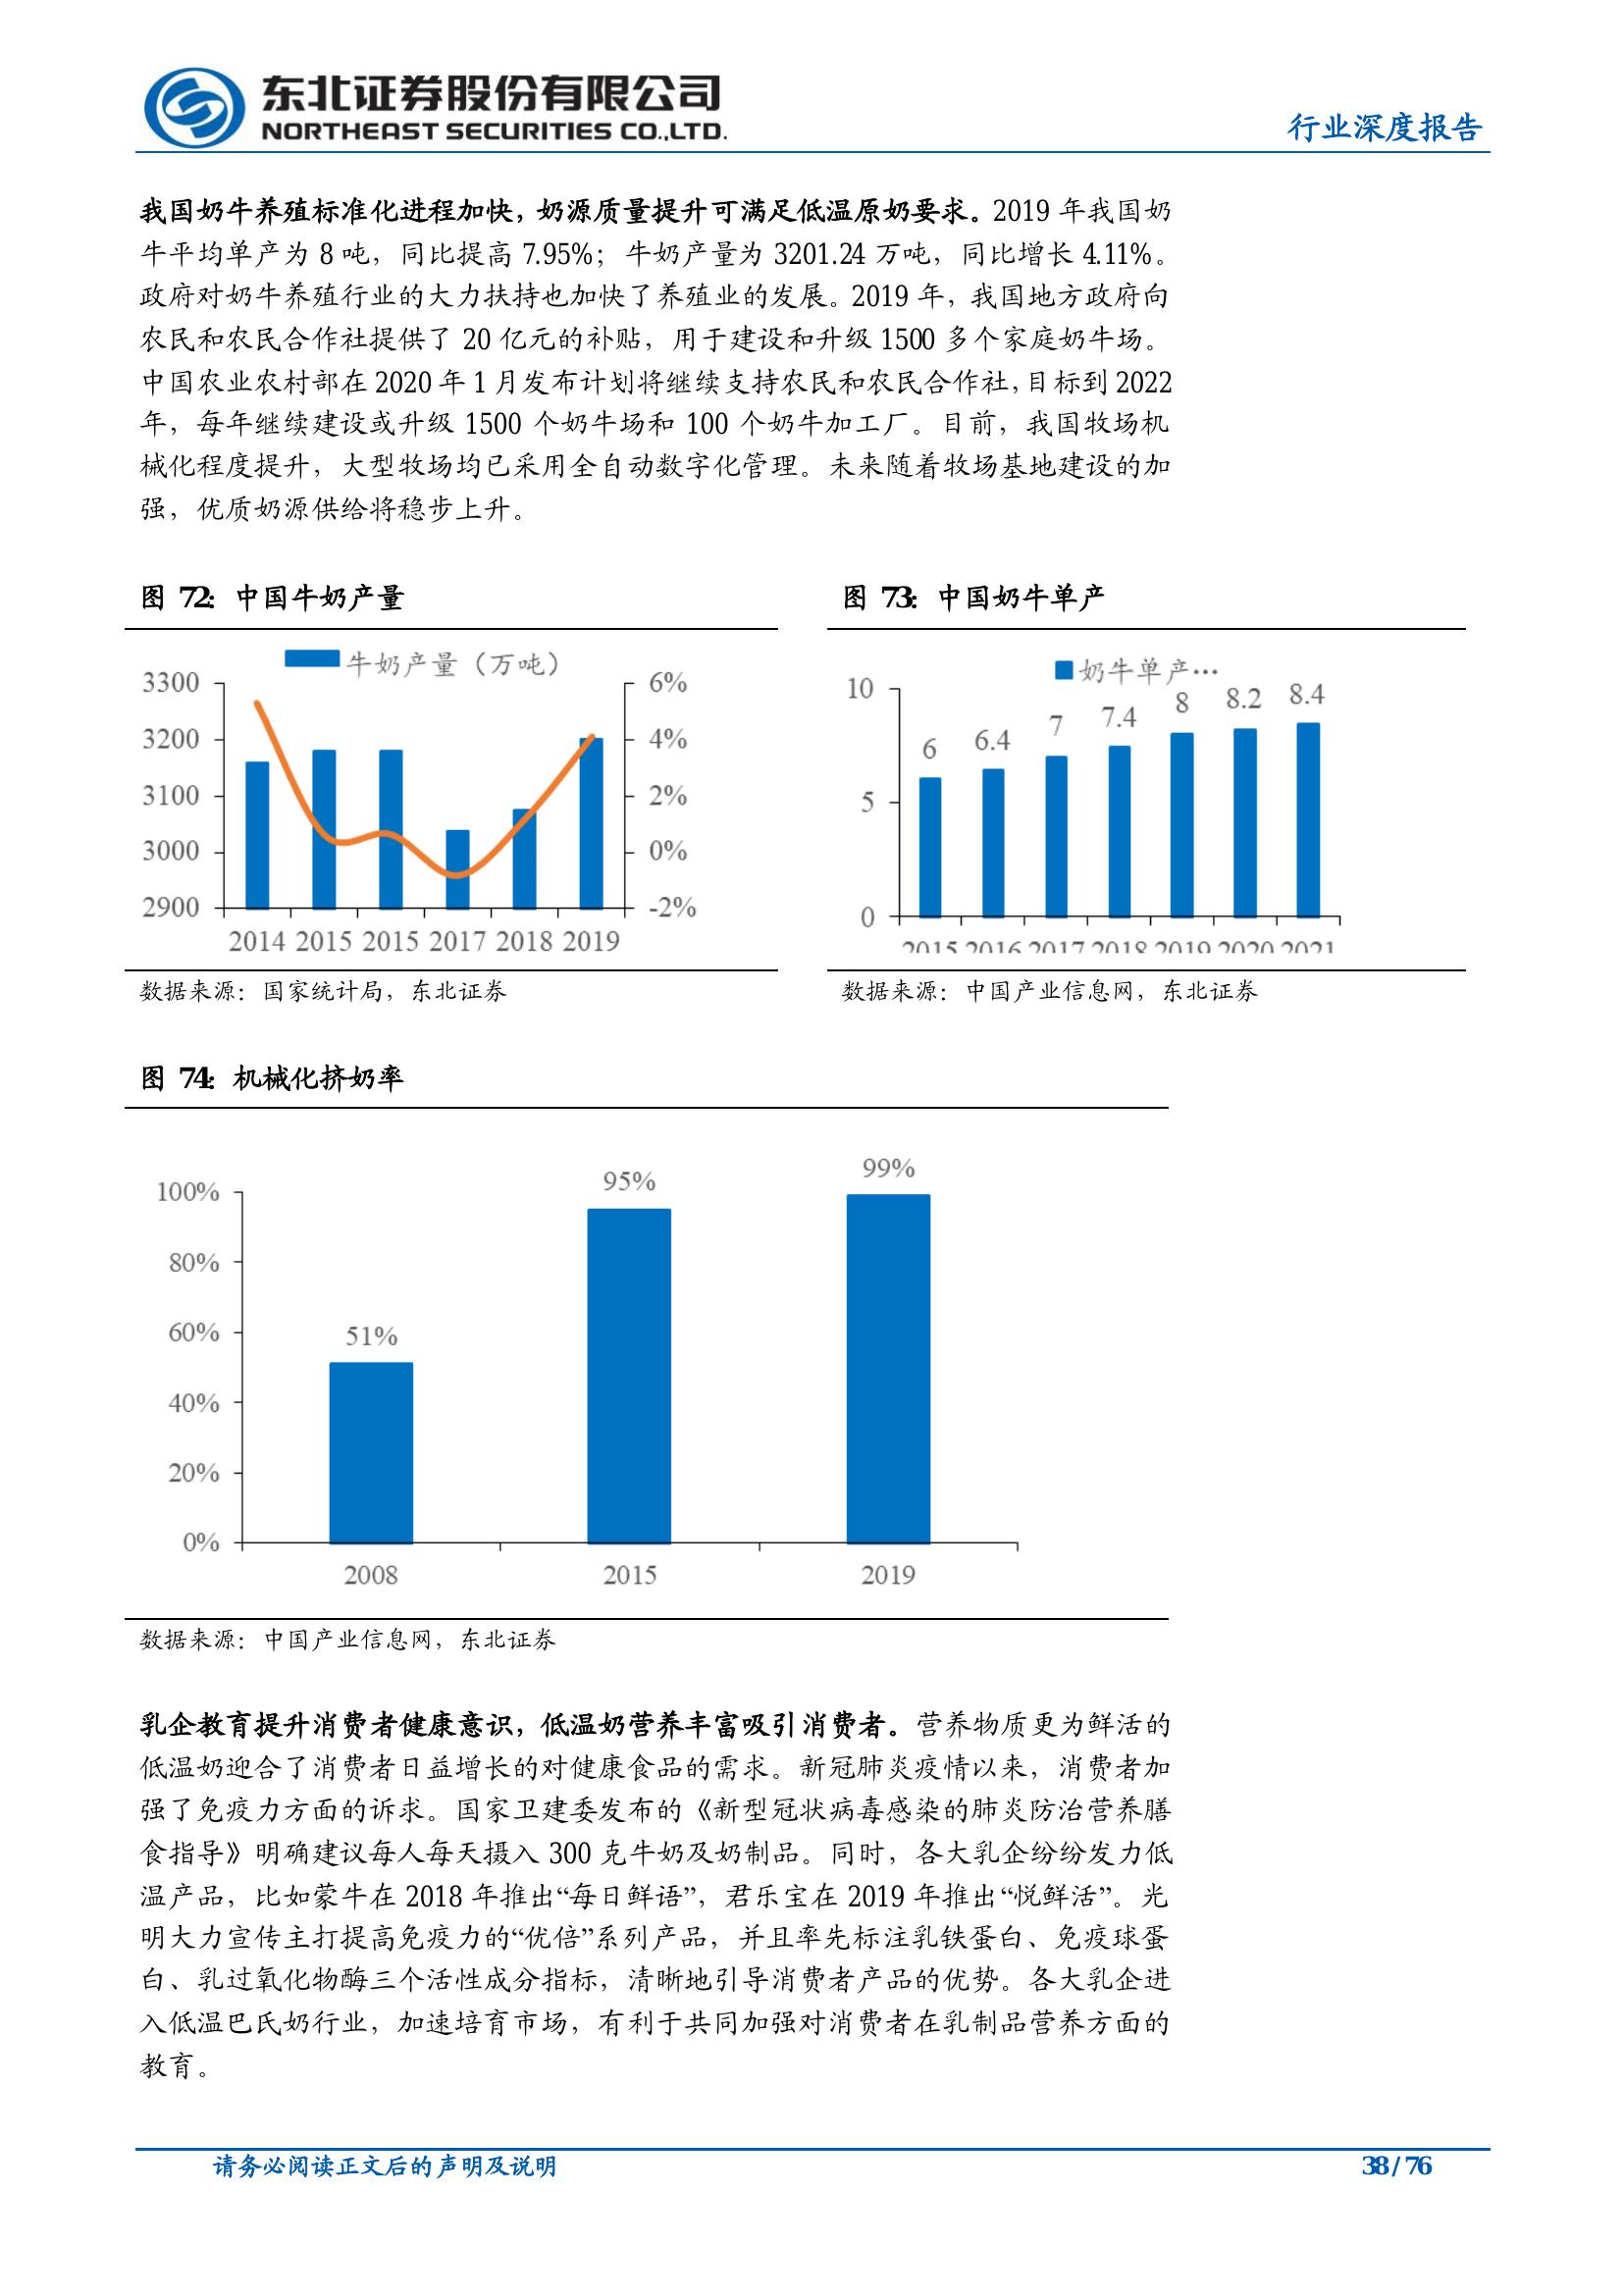 东北证券股份有限公司
NORTHEAST SECURITIES CO.,LTD.
行业深度报告
我国奶牛养殖标准化进程加快，奶源质量提升可满足低温原奶要求。2019 年我国奶
牛平均单产为 8 吨，同比提高 7.95%；牛奶产量为 3201.24 万吨，同比增长 4.11%。
政府对奶牛养殖行业的大力扶持也加快了养殖业的发展。2019 年，我国地方政府向
农民和农民合作社提供了 20 亿元的补贴，用于建设和升级 1500 多个家庭奶牛场。
中国农业农村部在 2020 年 1 月发布计划将继续支持农民和农民合作社，目标到 2022
年，每年继续建设或升级 1500 个奶牛场和 100 个奶牛加工厂。目前，我国牧场机
械化程度提升，大型牧场均已采用全自动数字化管理。未来随着牧场基地建设的加
强，优质奶源供给将稳步上升。
图 72：中国牛奶产量
牛奶产量（万吨）
3300
3200
3100
3000
2900
6%
4%
2%
0%
-2%
2014 2015 2015 2017 2018 2019
数据来源：国家统计局，东北证券
图 73：中国奶牛单产
奶牛单产…
10
5
0
6 6.4 7 7.4 8 8.2 8.4
2015 2016 2017 2018 2019 2020 2021
数据来源：中国产业信息网，东北证券
图 74：机械化挤奶率
100%
80%
60%
40%
20%
0%
51% 95% 99%
2008 2015 2019
数据来源：中国产业信息网，东北证券
乳企教育提升消费者健康意识，低温奶营养丰富吸引消费者。营养物质更为鲜活的
低温奶迎合了消费者日益增长的对健康食品的需求。新冠肺炎疫情以来，消费者加
强了免疫力方面的诉求。国家卫建委发布的《新型冠状病毒感染的肺炎防治营养膳
食指导》明确建议每人每天摄入 300 克牛奶及奶制品。同时，各大乳企纷纷发力低
温产品，比如蒙牛在 2018 年推出“每日鲜语”，君乐宝在 2019 年推出“悦鲜活”。光
明大力宣传主打提高免疫力的“优倍”系列产品，并且率先标注乳铁蛋白、免疫球蛋
白、乳过氧化物酶三个活性成分指标，清晰地引导消费者产品的优势。各大乳企进
入低温巴氏奶行业，加速培育市场，有利于共同加强对消费者在乳制品营养方面的
教育。
请务必阅读正文后的声明及说明
38 / 76